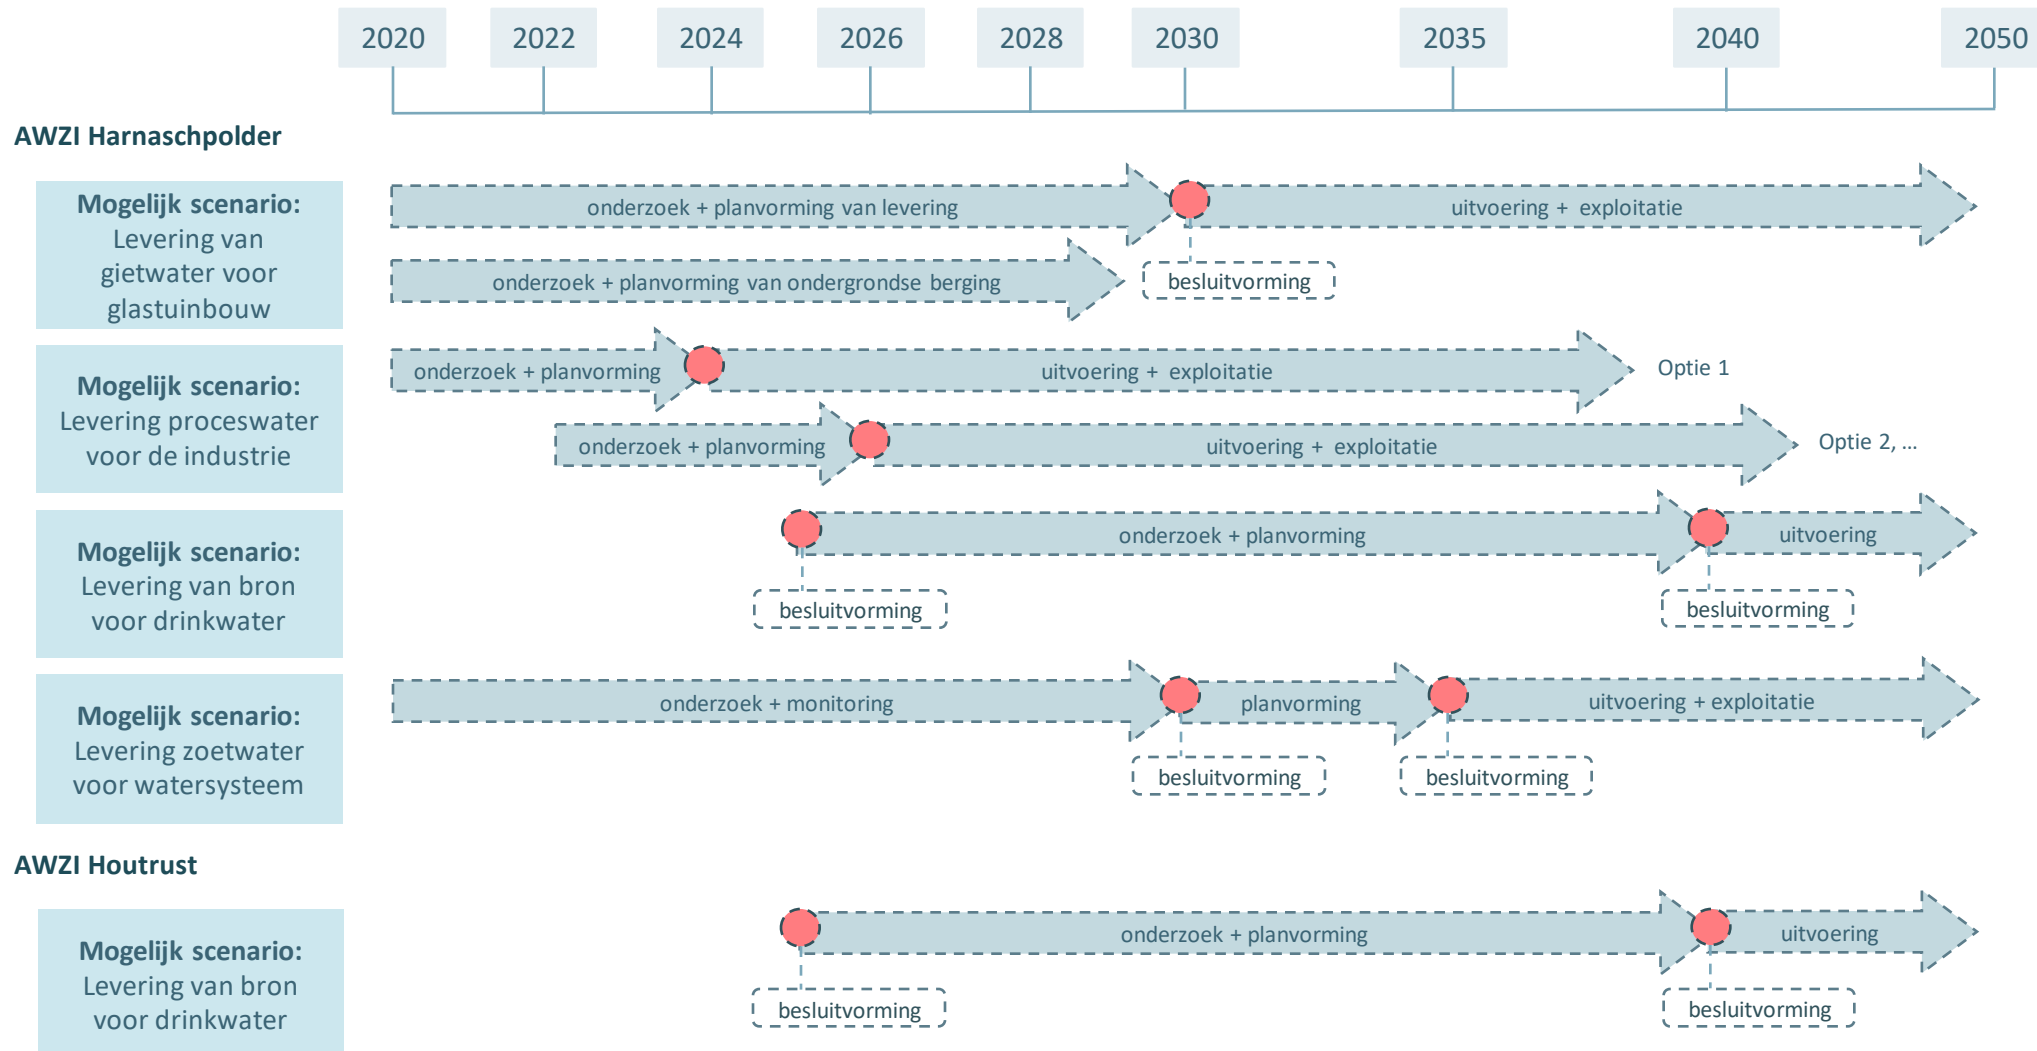 2020 2022 2024 2026 2028 2030 2035 2040 2050
AWZI Harnaschpolder
Mogelijk scenario:
Levering van
gietwater voor
glastuinbouw
onderzoek + planvorming van levering
uitvoering + exploitatie
onderzoek + planvorming van ondergrondse berging
besluitvorming
Mogelijk scenario:
Levering proceswater
voor de industrie
onderzoek + planvorming
uitvoering + exploitatie
Optie 1
onderzoek + planvorming
uitvoering + exploitatie
Optie 2, ...
Mogelijk scenario:
Levering van bron
voor drinkwater
onderzoek + planvorming
uitvoering
besluitvorming
besluitvorming
Mogelijk scenario:
Levering zoetwater
voor watersysteem
onderzoek + monitoring
planvorming
uitvoering + exploitatie
besluitvorming
besluitvorming
AWZI Houtrust
Mogelijk scenario:
Levering van bron
voor drinkwater
onderzoek + planvorming
uitvoering
besluitvorming
besluitvorming